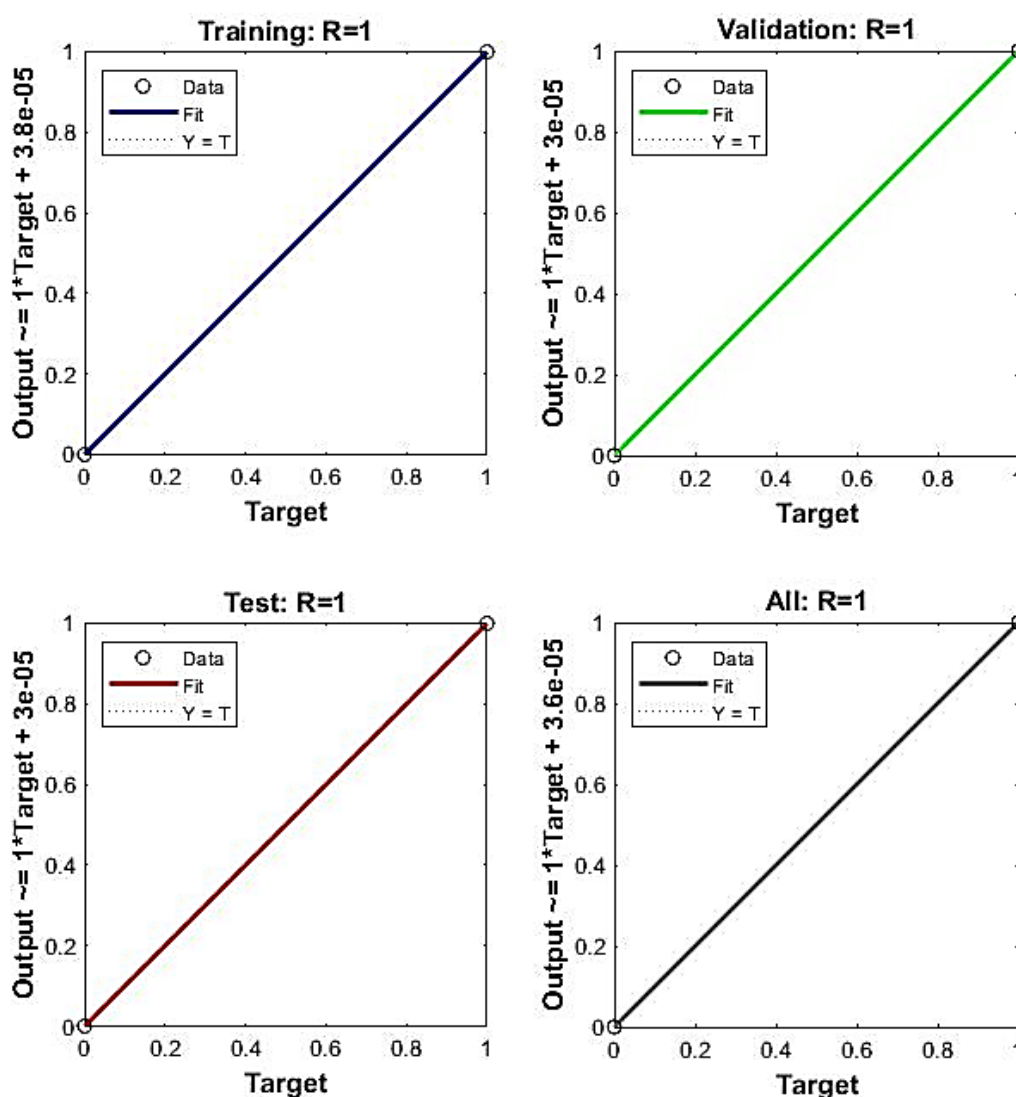 Training: R=1
Output ~= 1*Target + 3.8e-05
1
0.8
0.6
0.4
0.2
0
Data
Fit
Y = T
0 0.2 0.4 0.6 0.8 1
Target
Validation: R=1
Output ~= 1*Target + 3e-05
1
0.8
0.6
0.4
0.2
0
Data
Fit
Y = T
0 0.2 0.4 0.6 0.8 1
Target
Test: R=1
Output ~= 1*Target + 3e-05
1
0.8
0.6
0.4
0.2
0
Data
Fit
Y = T
0 0.2 0.4 0.6 0.8 1
Target
All: R=1
Output ~= 1*Target + 3.6e-05
1
0.8
0.6
0.4
0.2
0
Data
Fit
Y = T
0 0.2 0.4 0.6 0.8 1
Target